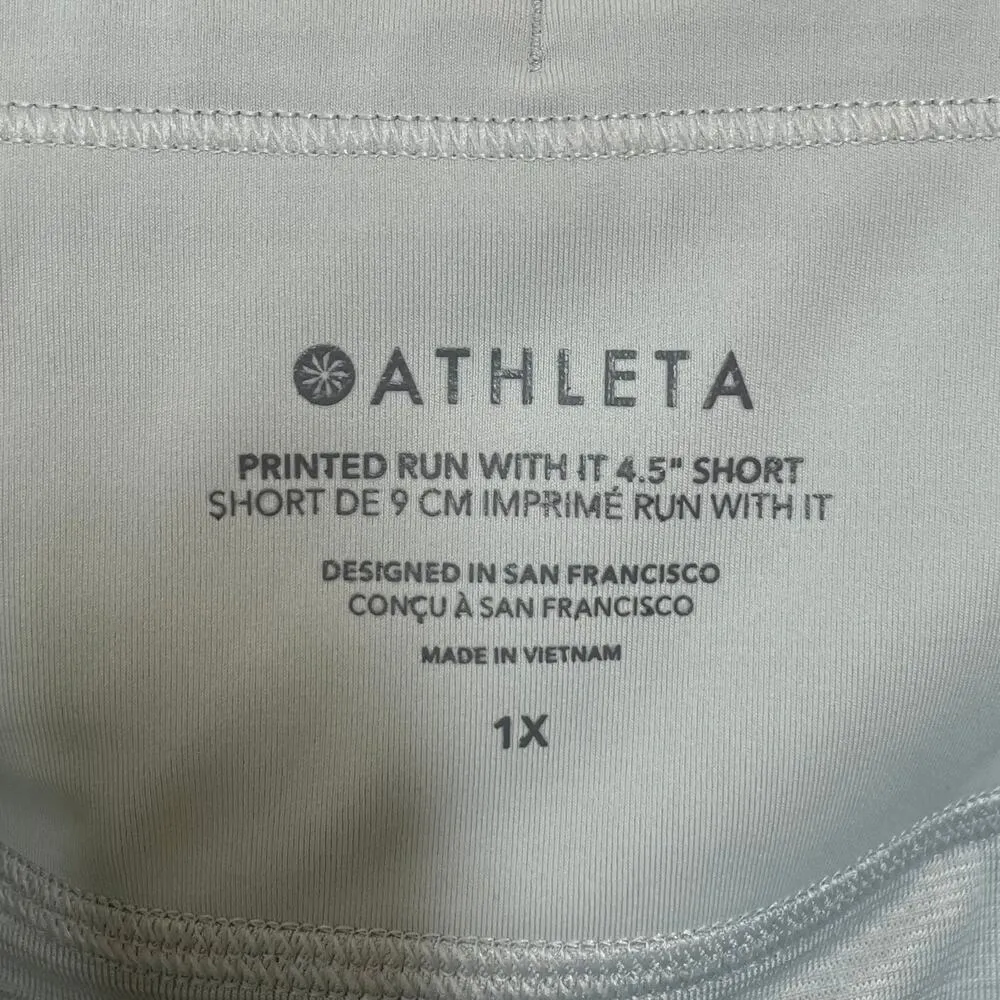 ATHLETA
PRINTED RUN WITH IT 4.5" SHORT
SHORT DE 9 CM IMPRIMÉ RUN WITH IT
DESIGNED IN SAN FRANCISCO
CONÇU À SAN FRANCISCO
MADE IN VIETNAM
1X